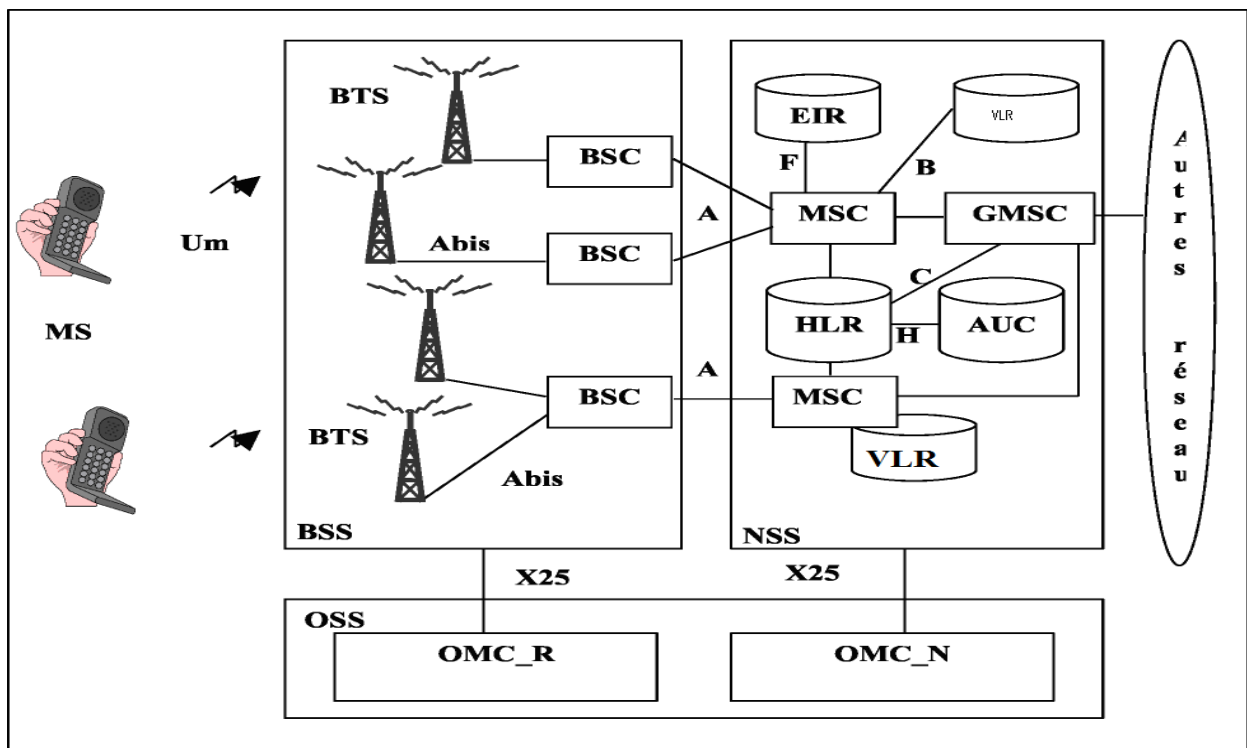 BTS
EIR
VLR
BSC
F
B
MSC
GMSC
A
Um
Abis
BSC
C
HLR
H
AUC
MS
A
BSC
MSC
BTS
VLR
Abis
BSS
NSS
X25
X25
OSS
OMC_R
OMC_N
Autres réseau